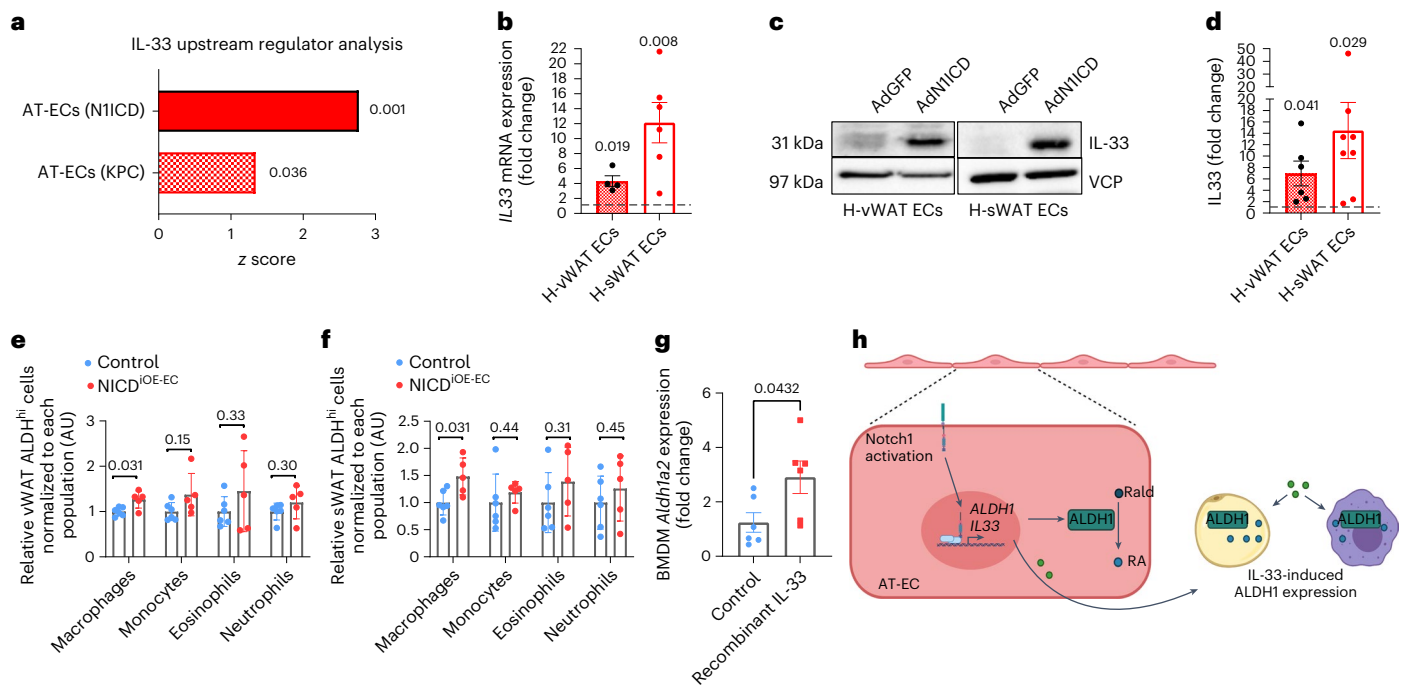 a
IL-33 upstream regulator analysis
AT-ECs (N1ICD)
0.001
AT-ECs (KPC)
0.036
0
1
2
3
z score
b
IL33 mRNA expression
(fold change)
22
20
18
16
14
12
10
8
6
4
2
0
0.019
0.008
H-vWAT ECs
H-sWAT ECs
c
AdGFP
AdN1ICD
AdGFP
AdN1ICD
31 kDa
IL-33
97 kDa
VCP
H-vWAT ECs
H-sWAT ECs
d
IL33 (fold change)
50
40
30
20
20
14
12
10
8
6
4
2
0
0.041
0.029
H-vWAT ECs
H-sWAT ECs
e
Control
NICDiOE-EC
Relative vWAT ALDHhi cells
normalized to each
population (AU)
3
2
1
0
0.031
0.15
0.33
0.30
Macrophages
Monocytes
Eosinphils
Neutrophils
f
Control
NICDiOE-EC
Relative sWAT ALDHhi cells
normalized to each
population (AU)
2.5
2.0
1.5
1.0
0.5
0
0.031
0.44
0.31
0.45
Macrophages
Monocytes
Eosinphils
Neutrophils
g
BMDM Aldh1a2 expression
(fold change)
6
4
2
0
0.0432
Control
Recombinant IL-33
h
Notch1
activation
ALDH1
IL33
ALDH1
Rald
RA
AT-EC
ALDH1
ALDH1
IL-33-induced
ALDH1 expression